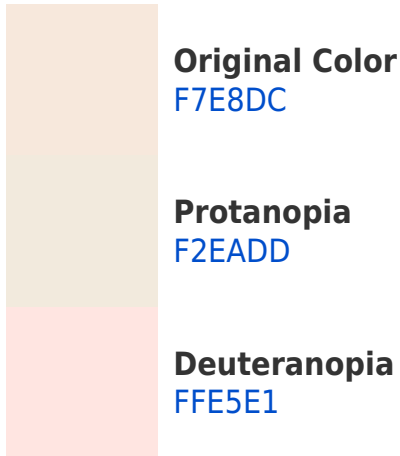 Original Color
F7E8DC
Protanopia
F2EADD
Deuteranopia
FFE5E1